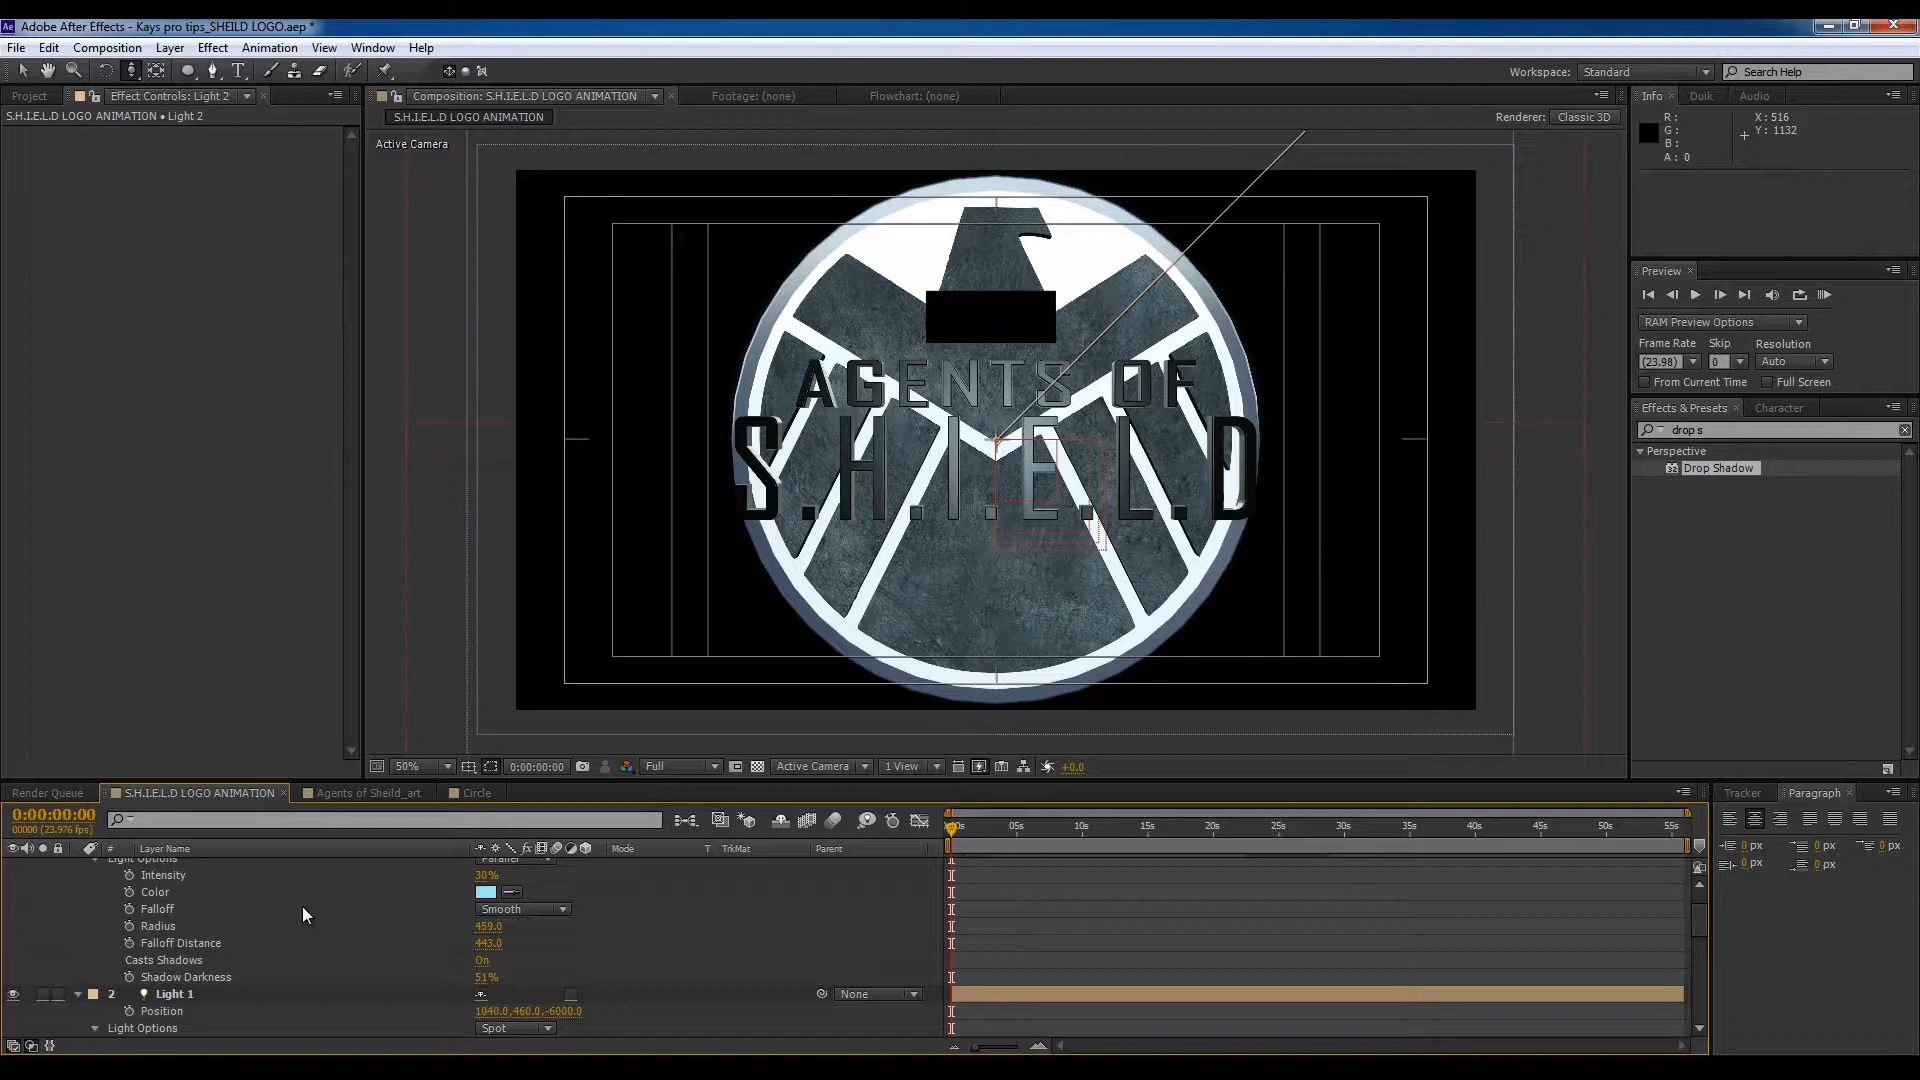 Ae Adobe After Effects - Kays pro tips_SHEILD LOGO.aep *
File Edit Composition Layer Effect Animation View Window Help
Workspace: Standard Search Help
Project Effect Controls: Light 2 Composition: S.H.I.E.L.D LOGO ANIMATION Footage: (none) Flowchart: (none) Info Duik Audio
S.H.I.E.L.D LOGO ANIMATION • Light 2 S.H.I.E.L.D LOGO ANIMATION Renderer: Classic 3D
R: X: 516
G: Y: 1132
B:
A: 0
Active Camera
AGENTS OF
S.H.I.E.L.D
Preview
RAM Preview Options
Frame Rate Skip Resolution
(23.98) 0 Auto
From Current Time Full Screen
Effects & Presets Character
drop s
Perspective
32 Drop Shadow
50% 0:00:00:00 Full Active Camera 1 View +0.0
Render Queue S.H.I.E.L.D LOGO ANIMATION Agents of Sheild_art Circle Tracker Paragraph
0:00:00:00
00000 (23.976 fps)
05s 10s 15s 20s 25s 30s 35s 40s 45s 50s 55s
# Layer Name fx Mode T TrkMat Parent
0 px 0 px 0 px
0 px 0 px
Light Options Parallel
Intensity 30%
Color
Falloff Smooth
Radius 459.0
Falloff Distance 443.0
Casts Shadows On
Shadow Darkness 51%
2 Light 1 None
Position 1040.0,460.0,-6000.0
Light Options Spot